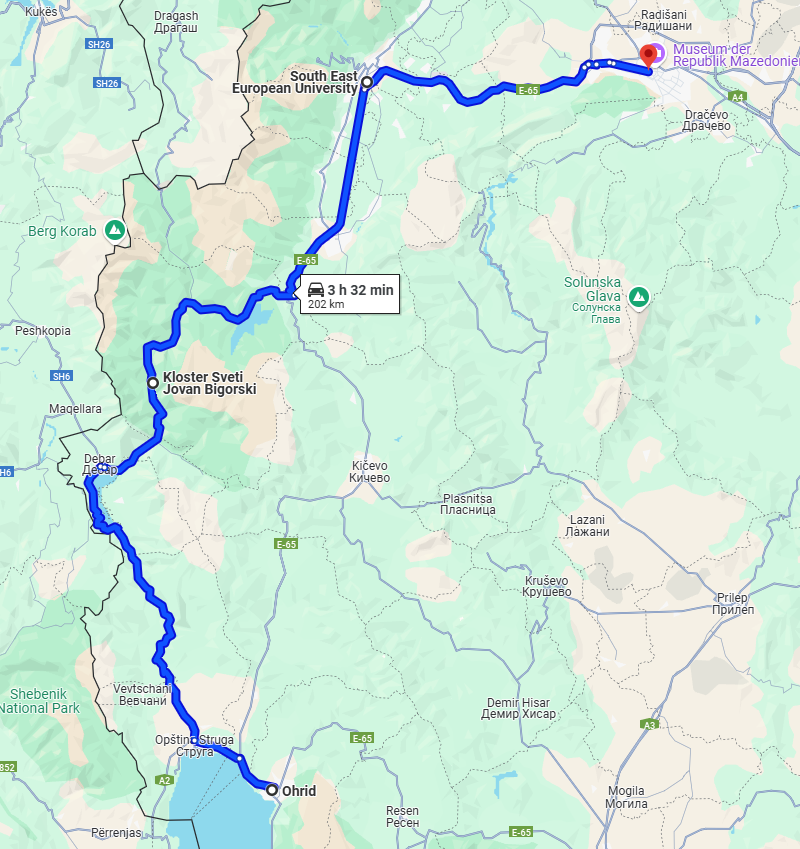 Kukës
Dragash
Драгаш
Radišani
Радишани
SH26
SH26
South East
European University
Museum der
Republik Mazedonien
E-65
A4
Dračevo
Драчево
Berg Korab
E-65
3 h 32 min
202 km
Solunska
Glava
Солунска
Глава
Peshkopia
SH6
Kloster Sveti
Jovan Bigorski
Maqellara
Debar
Дебар
H6
Kičevo
Кичево
Plasnitsa
Пласница
Lazani
Лажани
E-65
Kruševo
Крушево
Prilep
Прилеп
Shebenik
National Park
Vevtschani
Вевчани
Demir Hisar
Демир Хисар
A3
Opština Struga
Струга
E-65
852
A2
Ohrid
Mogila
Могила
Resen
Ресен
Përrenjas
E-65